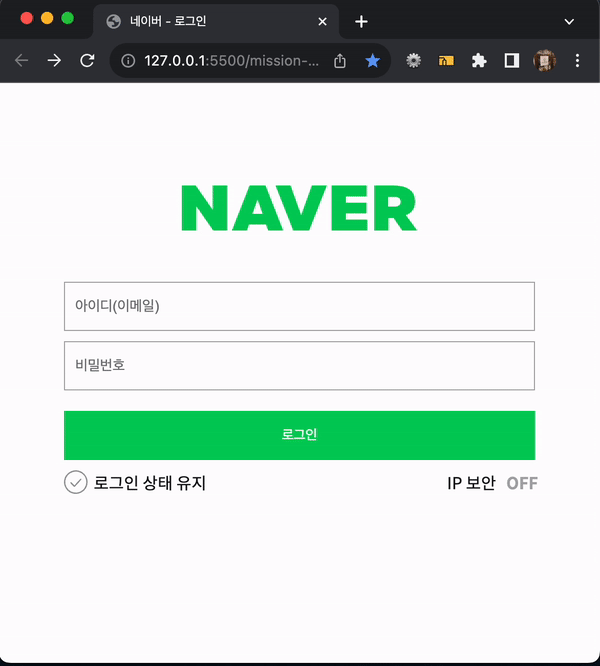 네이버 - 로그인
127.0.0.1:5500/mission-...
NAVER
아이디(이메일)
비밀번호
로그인
로그인 상태 유지
IP 보안 OFF